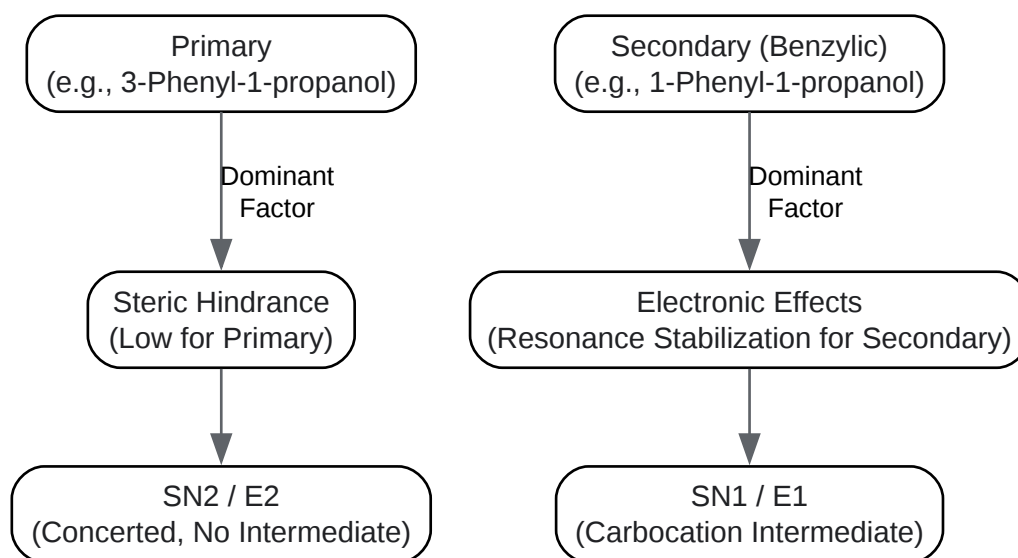 Primary
(e.g., 3-Phenyl-1-propanol)
Dominant
Factor
Steric Hindrance
(Low for Primary)
SN2 / E2
(Concerted, No Intermediate)
Secondary (Benzylic)
(e.g., 1-Phenyl-1-propanol)
Dominant
Factor
Electronic Effects
(Resonance Stabilization for Secondary)
SN1 / E1
(Carbocation Intermediate)